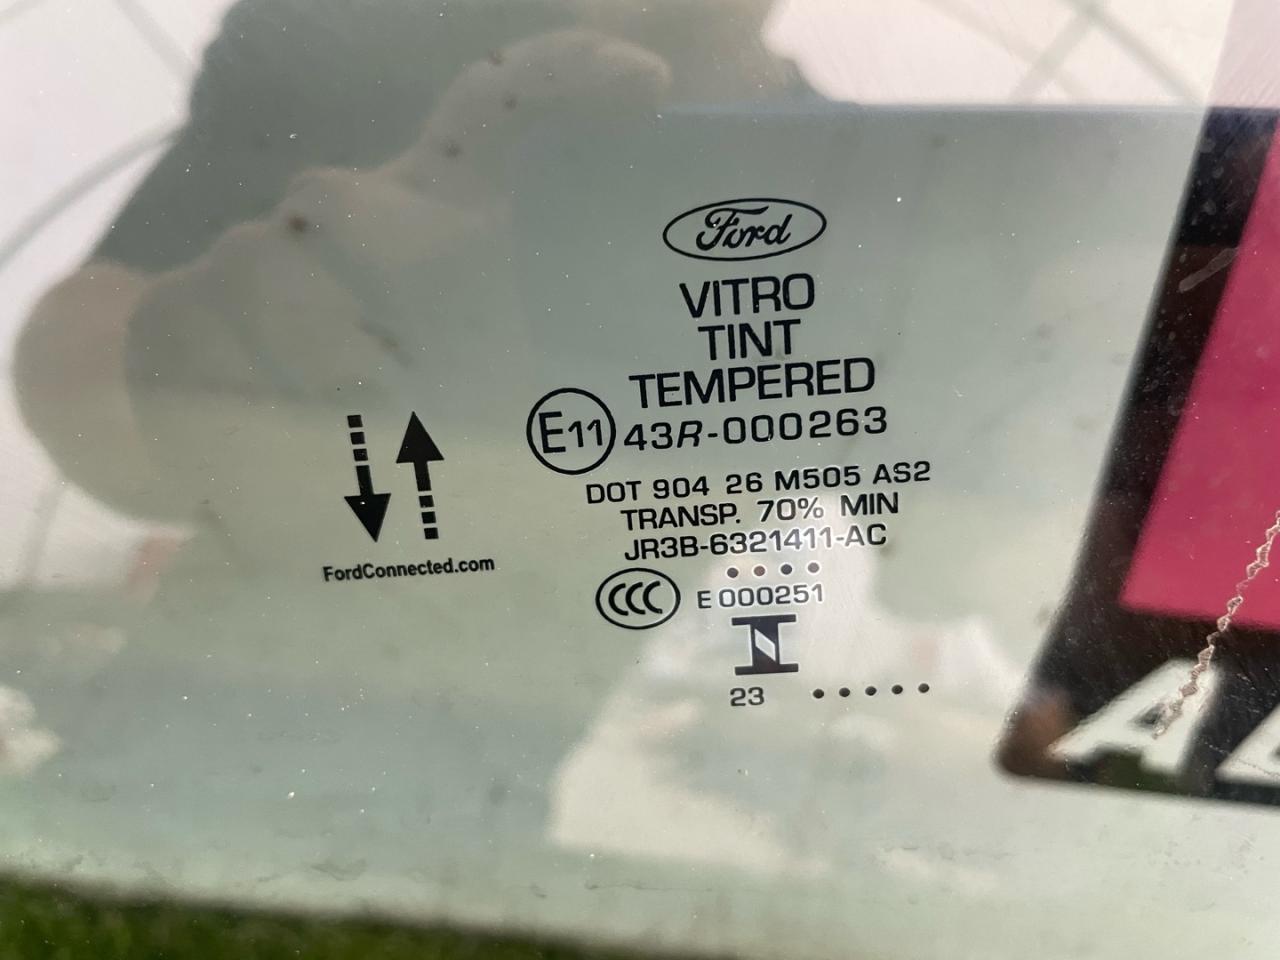 Ford
VITRO
TINT
TEMPERED
E11 43R-000263
DOT 904 26 M505 AS2
TRANSP. 70% MIN
JR3B-6321411-AC
CCC E 000251
23
FordConnected.com